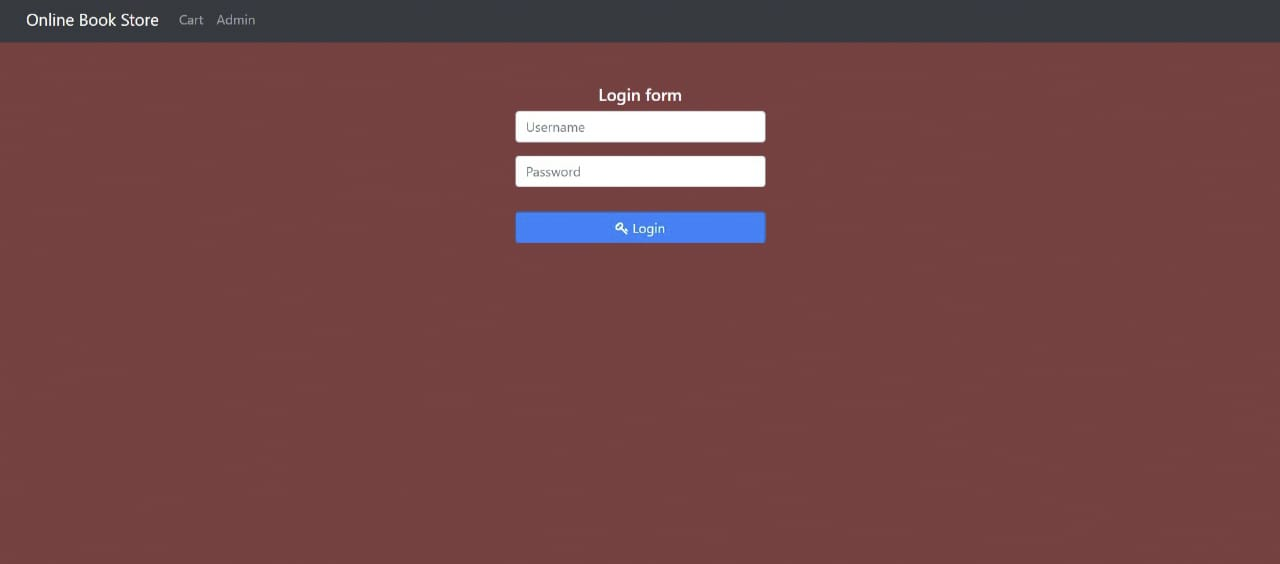 Online Book Store Cart Admin
Login form
Username
Password
Login